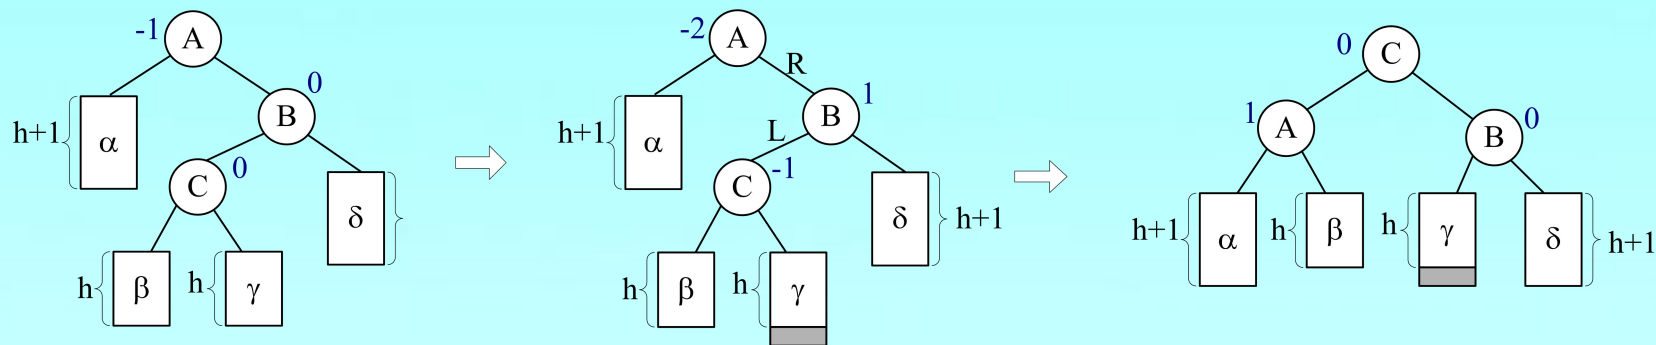 -1 A
0
B
h+1 α
0
C
δ
h β h γ
-2 A
R
1
B
h+1 α
L
-1
C
δ h+1
h β h γ
0 C
1 A
B 0
h+1 α h β h γ δ h+1